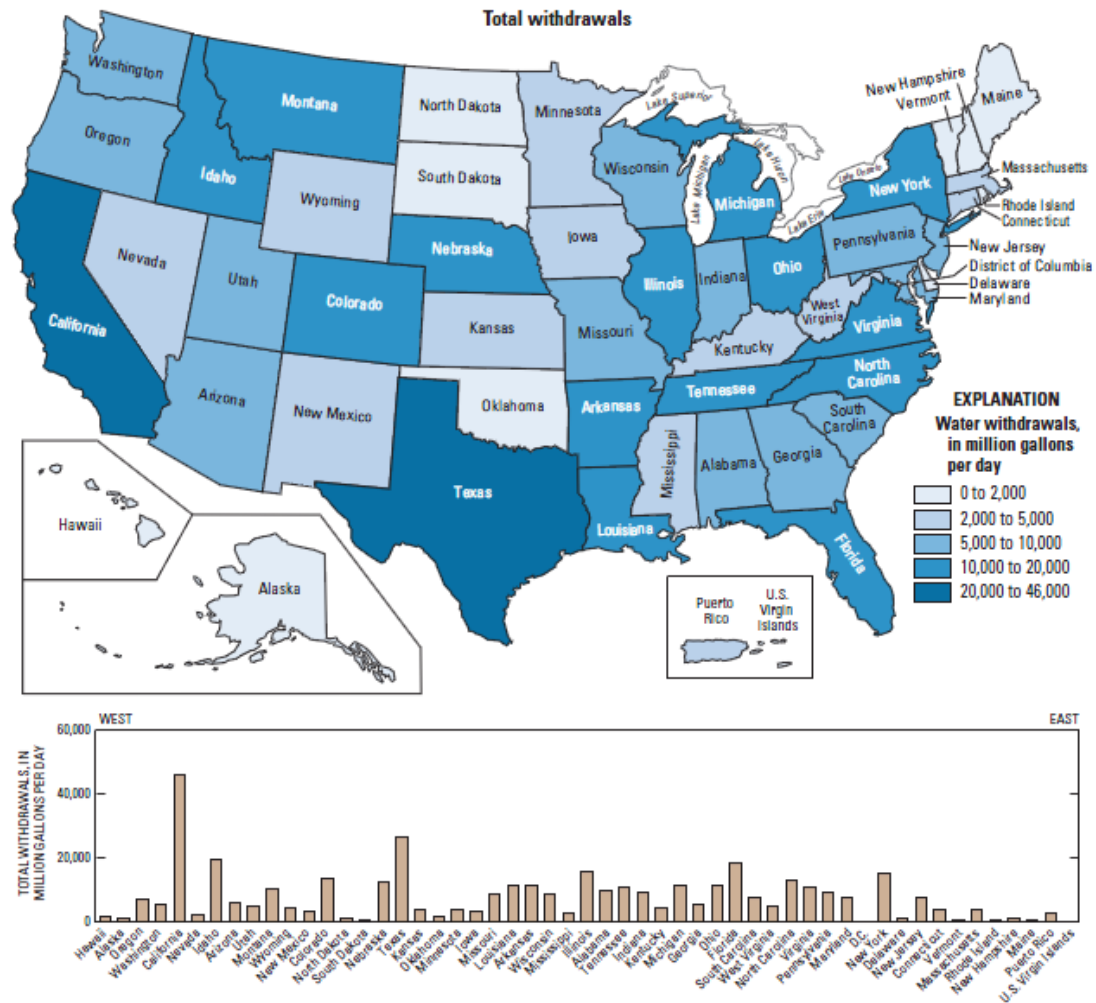 Total withdrawals
Washington
Oregon
California
Nevada
Idaho
Montana
Wyoming
Utah
Colorado
Arizona
New Mexico
North Dakota
South Dakota
Nebraska
Kansas
Oklahoma
Texas
Minnesota
Iowa
Missouri
Arkansas
Louisiana
Wisconsin
Illinois
Lake Superior
Lake Michigan
Lake Huron
Lake Erie
Lake Ontario
Michigan
Indiana
Ohio
Kentucky
Tennessee
Mississippi
Alabama
Georgia
Florida
South
Carolina
North
Carolina
Virginia
West
Virginia
Pennsylvania
New York
New Hampshire
Vermont
Maine
Massachusetts
Rhode Island
Connecticut
New Jersey
District of Columbia
Delaware
Maryland
Hawaii
Alaska
Puerto
Rico
U.S.
Virgin
Islands
EXPLANATION
Water withdrawals,
in million gallons
per day
0 to 2,000
2,000 to 5,000
5,000 to 10,000
10,000 to 20,000
20,000 to 46,000
WEST
EAST
TOTAL WITHDRAWALS, IN
MILLION GALLONS PER DAY
60,000
40,000
20,000
0
Hawaii
Alaska
Oregon
Washington
California
Nevada
Idaho
Arizona
Utah
Montana
Wyoming
New Mexico
Colorado
North Dakota
South Dakota
Nebraska
Texas
Kansas
Oklahoma
Minnesota
Iowa
Missouri
Louisiana
Arkansas
Wisconsin
Mississippi
Illinois
Alabama
Tennessee
Indiana
Kentucky
Michigan
Georgia
Ohio
Florida
South Carolina
West Virginia
North Carolina
Virginia
Pennsylvania
Maryland
D.C.
New York
Delaware
New Jersey
Connecticut
Vermont
Massachusetts
Rhode Island
New Hampshire
Maine
Puerto Rico
U.S. Virgin Islands